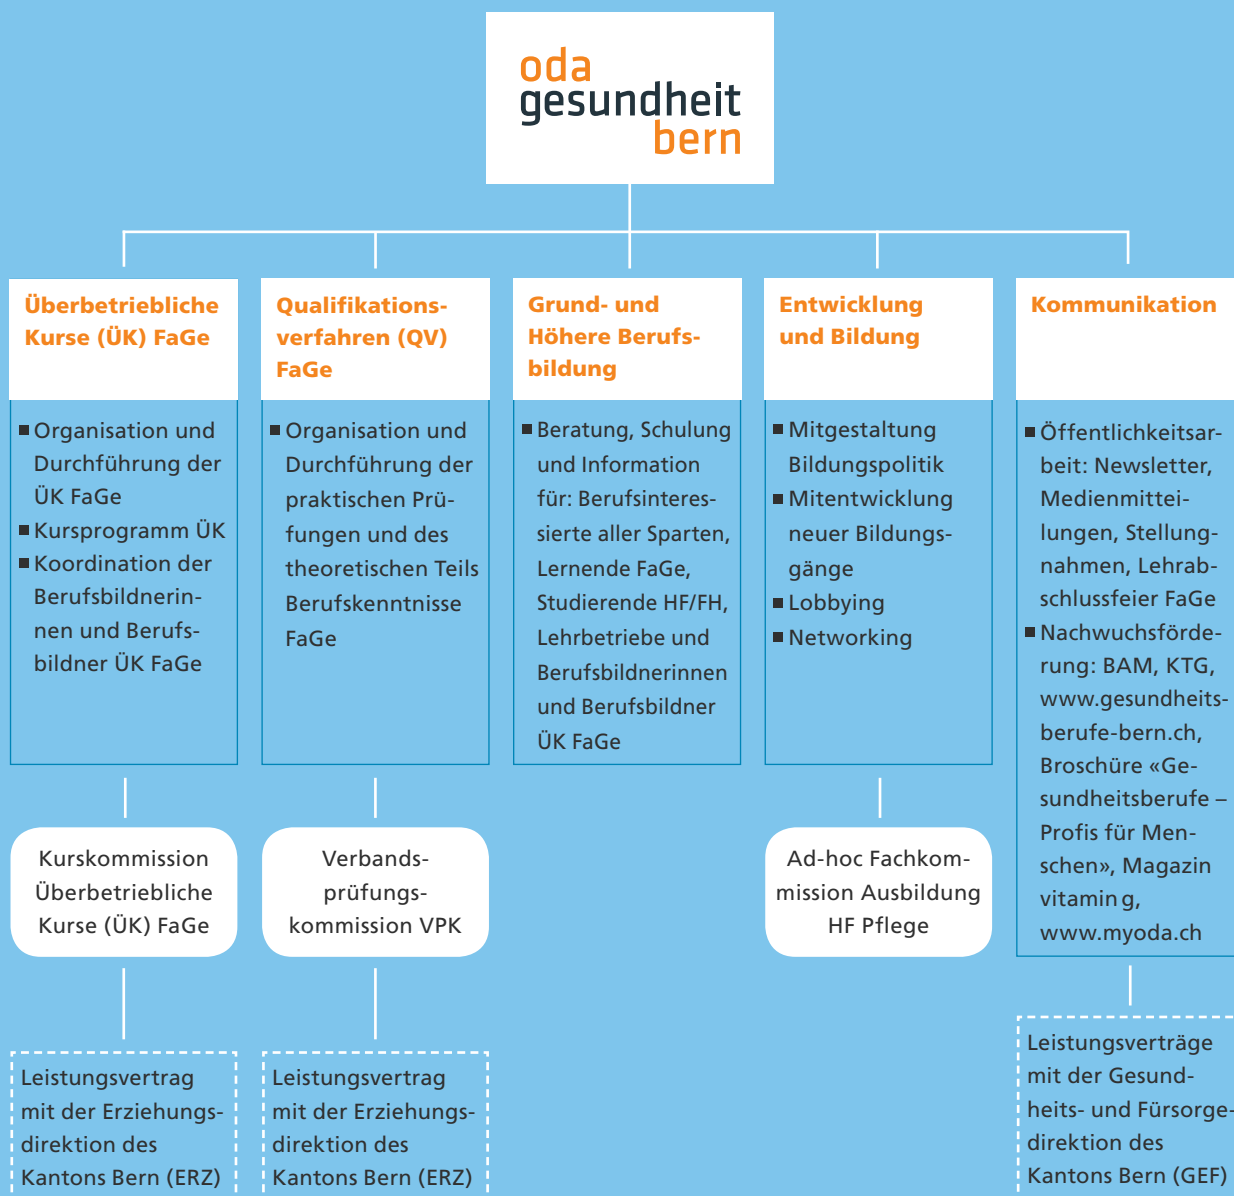 oda
gesundheit
bern
Überbetriebliche
Kurse (ÜK) FaGe
■ Organisation und
Durchführung der
ÜK FaGe
■ Kursprogramm ÜK
■ Koordination der
Berufsbildnerin-
nen und Berufs-
bildner ÜK FaGe
Kurskommission
Überbetriebliche
Kurse (ÜK) FaGe
Leistungsvertrag
mit der Erziehungs-
direktion des
Kantons Bern (ERZ)
Qualifikations-
verfahren (QV)
FaGe
■ Organisation und
Durchführung der
praktischen Prü-
fungen und des
theoretischen Teils
Berufskenntnisse
FaGe
Verbands-
prüfungs-
kommission VPK
Leistungsvertrag
mit der Erziehungs-
direktion des
Kantons Bern (ERZ)
Grund- und
Höhere Berufs-
bildung
■ Beratung, Schulung
und Information
für: Berufsinteres-
sierte aller Sparten,
Lernende FaGe,
Studierende HF/FH,
Lehrbetriebe und
Berufsbildnerinnen
und Berufsbildner
ÜK FaGe
Entwicklung
und Bildung
■ Mitgestaltung
Bildungspolitik
■ Mitentwicklung
neuer Bildungs-
gänge
■ Lobbying
■ Networking
Ad-hoc Fachkom-
mission Ausbildung
HF Pflege
Kommunikation
■ Öffentlichkeitsar-
beit: Newsletter,
Medienmittei-
lungen, Stellung-
nahmen, Lehrab-
schlussfeier FaGe
■ Nachwuchsförde-
rung: BAM, KTG,
www.gesundheits-
berufe-bern.ch,
Broschüre «Ge-
sundheitsberufe –
Profis für Men-
schen», Magazin
vitamin g,
www.myoda.ch
Leistungsverträge
mit der Gesund-
heits- und Fürsorge-
direktion des
Kantons Bern (GEF)